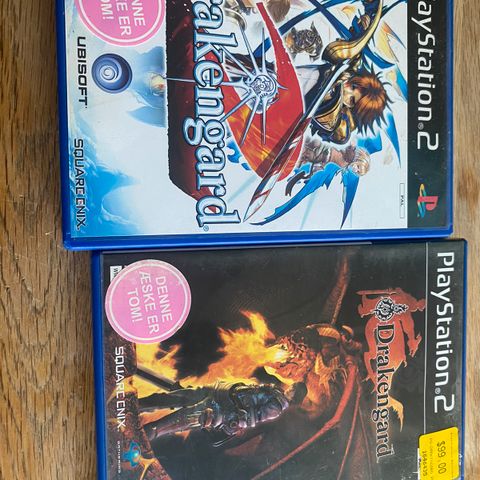 PlayStation®2
Drakengard®
DENNE
ÆSKE ER
TOM!
UBISOFT
SQUARE ENIX
PAL
PlayStation®2
Drakengard
DENNE
ÆSKE ER
TOM!
SQUARE ENIX
$99.00